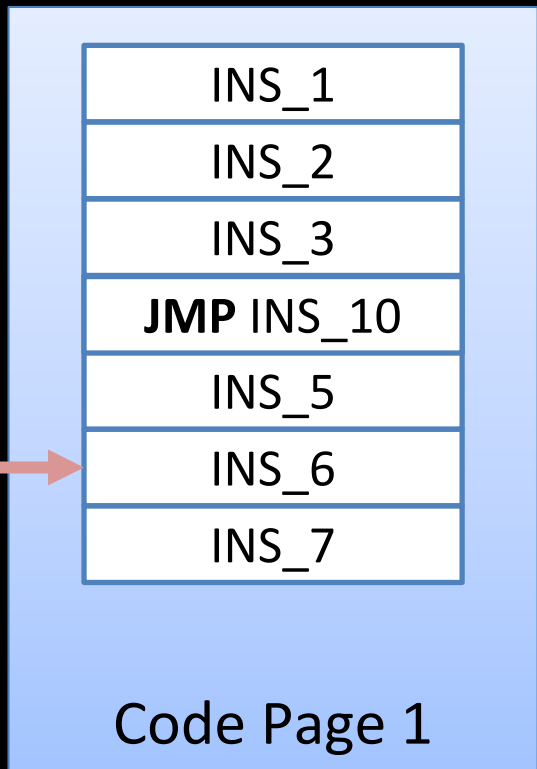 INS_1
INS_2
INS_3
JMP INS_10
INS_5
INS_6
INS_7
Code Page 1